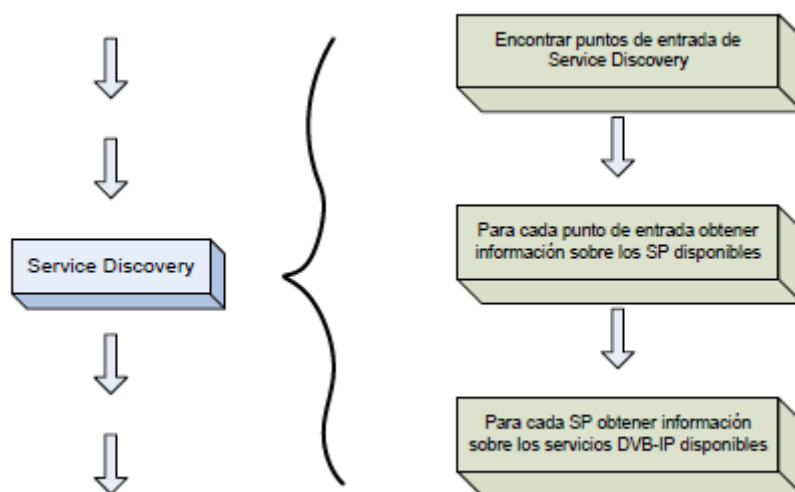 Encontrar puntos de entrada de
Service Discovery
Service Discovery
Para cada punto de entrada obtener
información sobre los SP disponibles
Para cada SP obtener información
sobre los servicios DVB-IP disponibles